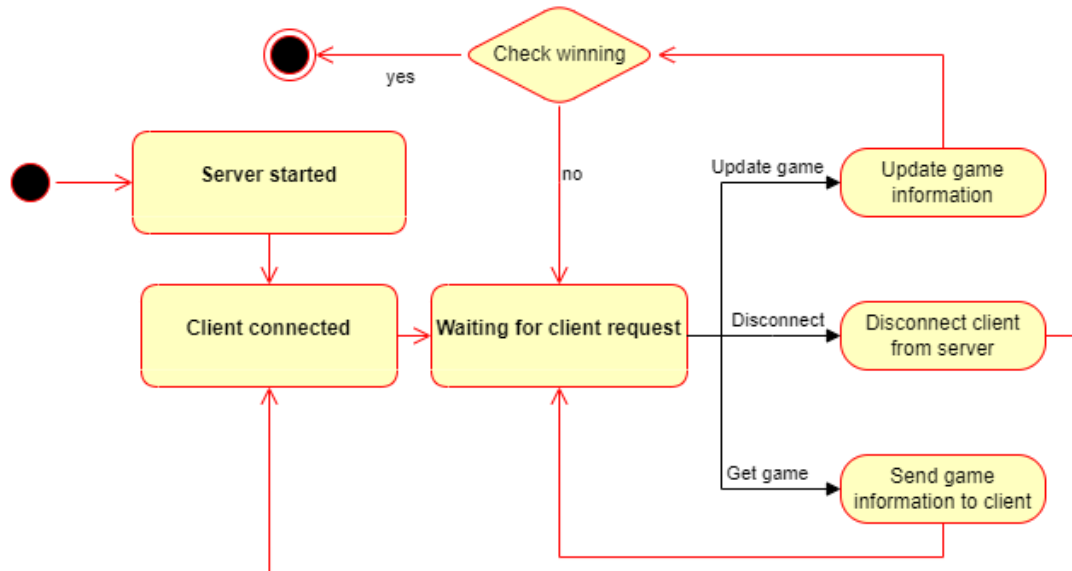 Check winning
yes
Server started
no
Update game
Update game
information
Client connected
Waiting for client request
Disconnect
Disconnect client
from server
Get game
Send game
information to client